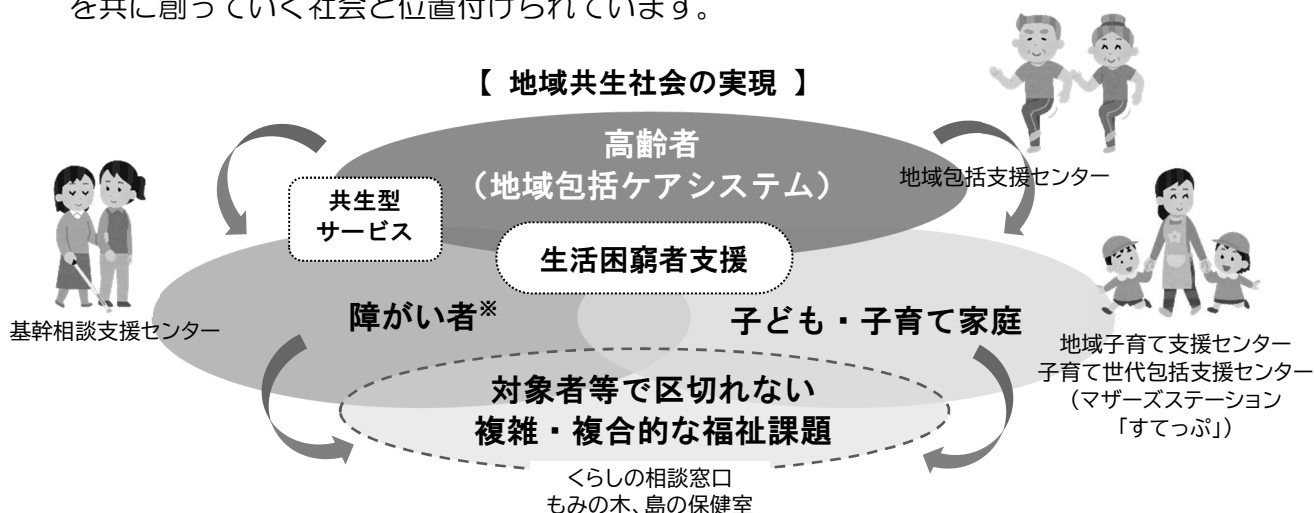 を共に創っていく社会と位置付けられています。
【 地域共生社会の実現 】
高齢者
（地域包括ケアシステム）
地域包括支援センター
共生型
サービス
生活困窮者支援
障がい者※
子ども・子育て家庭
基幹相談支援センター
地域子育て支援センター
子育て世代包括支援センター
（マザーズステーション
「すてっぷ」）
対象者等で区切れない
複雑・複合的な福祉課題
くらしの相談窓口
もみの木、島の保健室